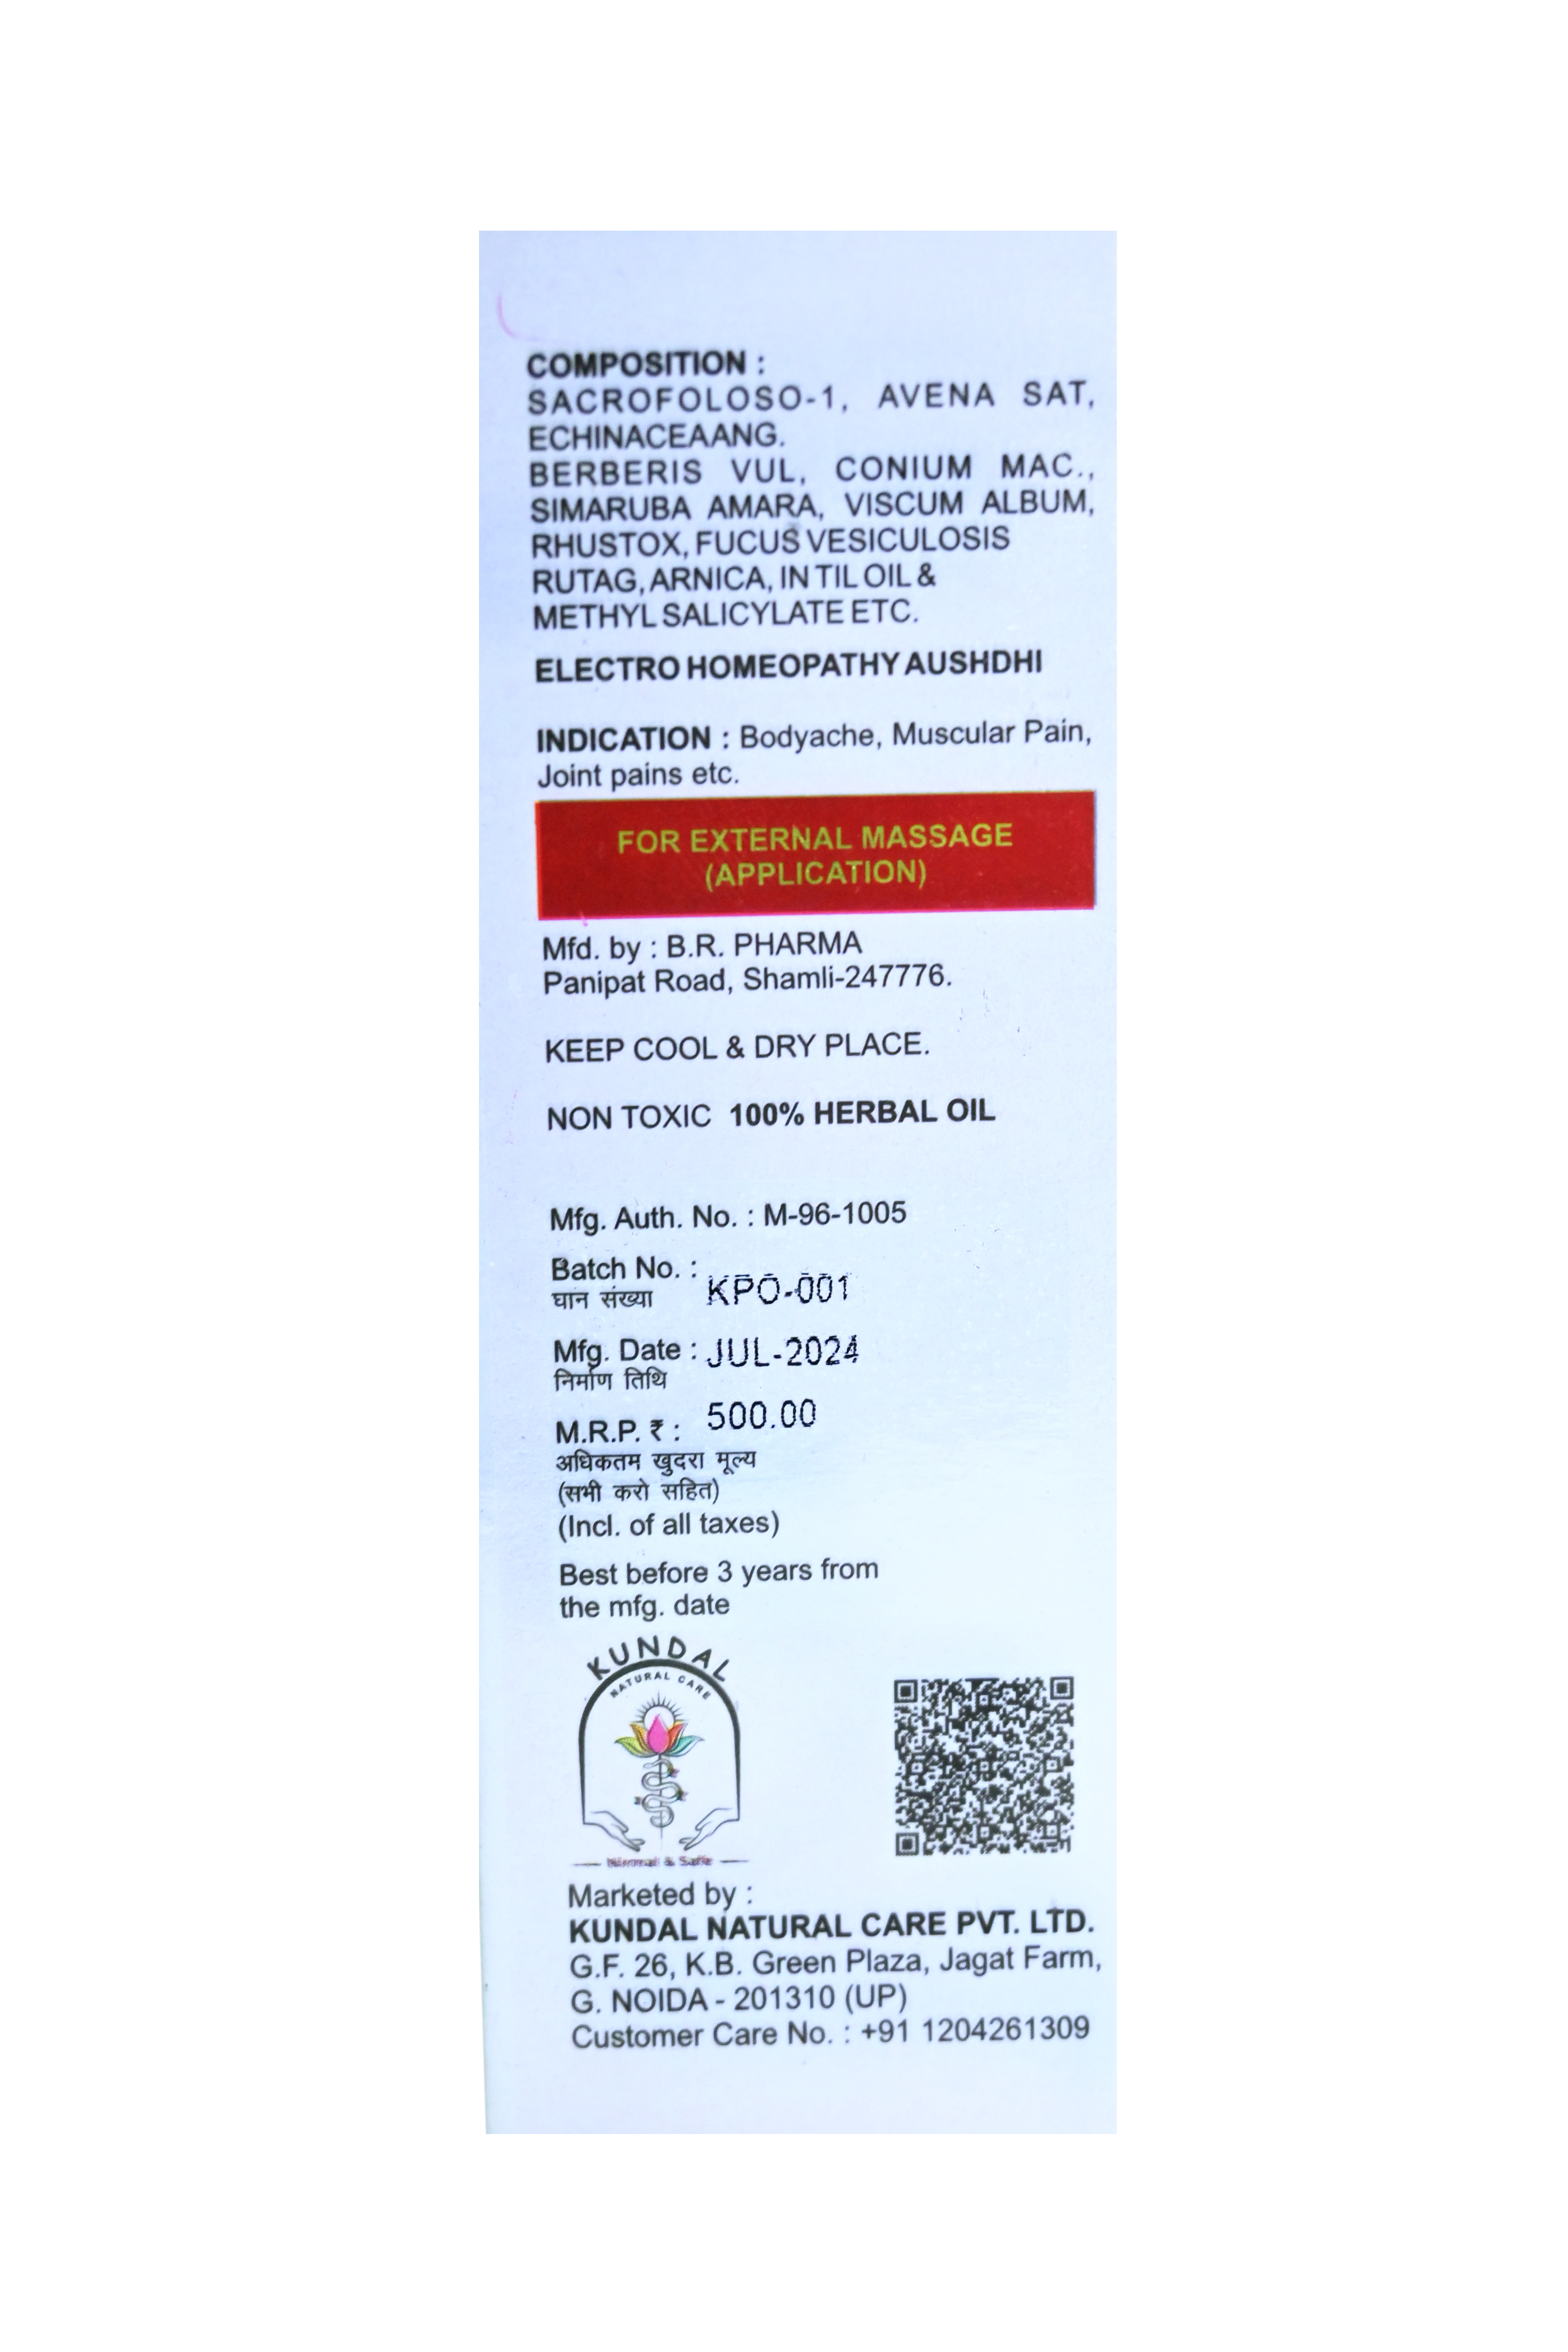 COMPOSITION :
SACROFOLOSO-1, AVENA SAT,
ECHINACEAANG.
BERBERIS VUL, CONIUM MAC.,
SIMARUBA AMARA, VISCUM ALBUM,
RHUSTOX, FUCUS VESICULOSIS
RUTAG, ARNICA, IN TIL OIL &
METHYL SALICYLATE ETC.
ELECTRO HOMEOPATHY AUSHDHI
INDICATION : Bodyache, Muscular Pain,
Joint pains etc.
FOR EXTERNAL MASSAGE
(APPLICATION)
Mfd. by : B.R. PHARMA
Panipat Road, Shamli-247776.
KEEP COOL & DRY PLACE.
NON TOXIC 100% HERBAL OIL
Mfg. Auth. No. : M-96-1005
Batch No. : KPO-001
घान संख्या
Mfg. Date : JUL-2024
निर्माण तिथि
M.R.P. ₹ : 500.00
अधिकतम खुदरा मूल्य
(सभी करो सहित)
(Incl. of all taxes)
Best before 3 years from
the mfg. date
KUNDAL
NATURAL CARE
& Safe
Marketed by :
KUNDAL NATURAL CARE PVT. LTD.
G.F. 26, K.B. Green Plaza, Jagat Farm,
G. NOIDA - 201310 (UP)
Customer Care No. : +91 1204261309